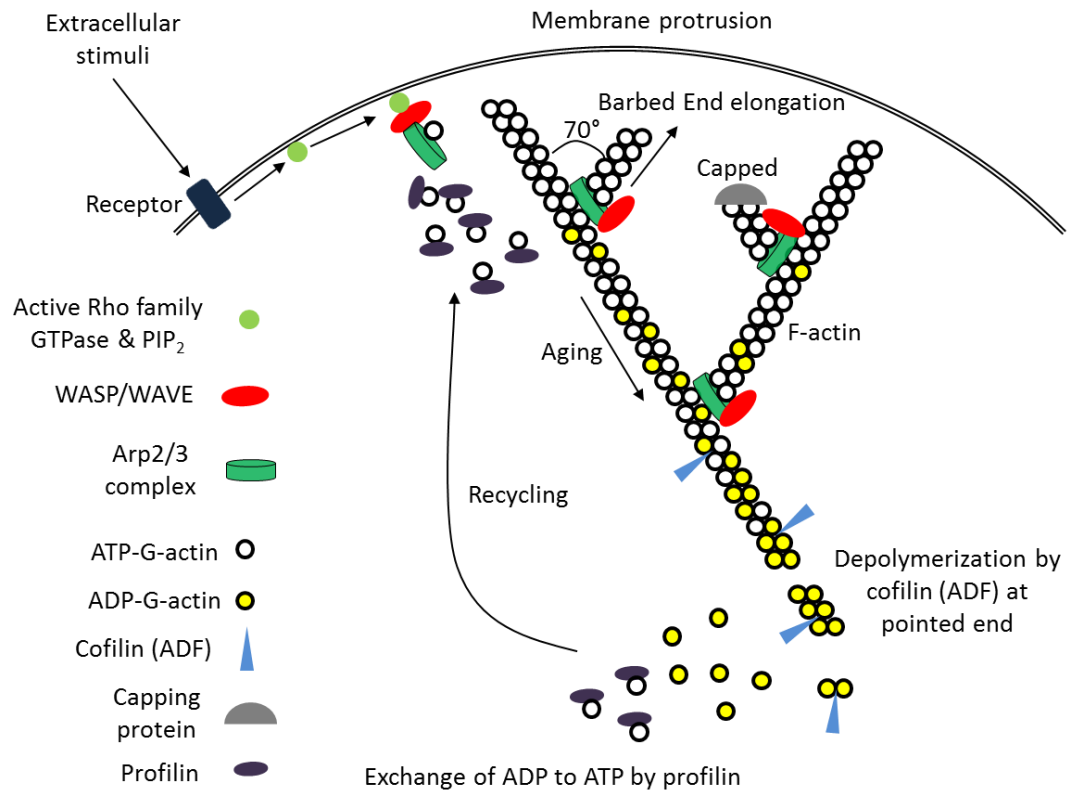 Extracellular
stimuli
Membrane protrusion
Barbed End elongation
70°
Capped
Receptor
Active Rho family
GTPase & PIP₂
F-actin
Aging
WASP/WAVE
Arp2/3
complex
Recycling
ATP-G-actin
ADP-G-actin
Depolymerization by
cofilin (ADF) at
pointed end
Cofilin (ADF)
Capping
protein
Profilin
Exchange of ADP to ATP by profilin